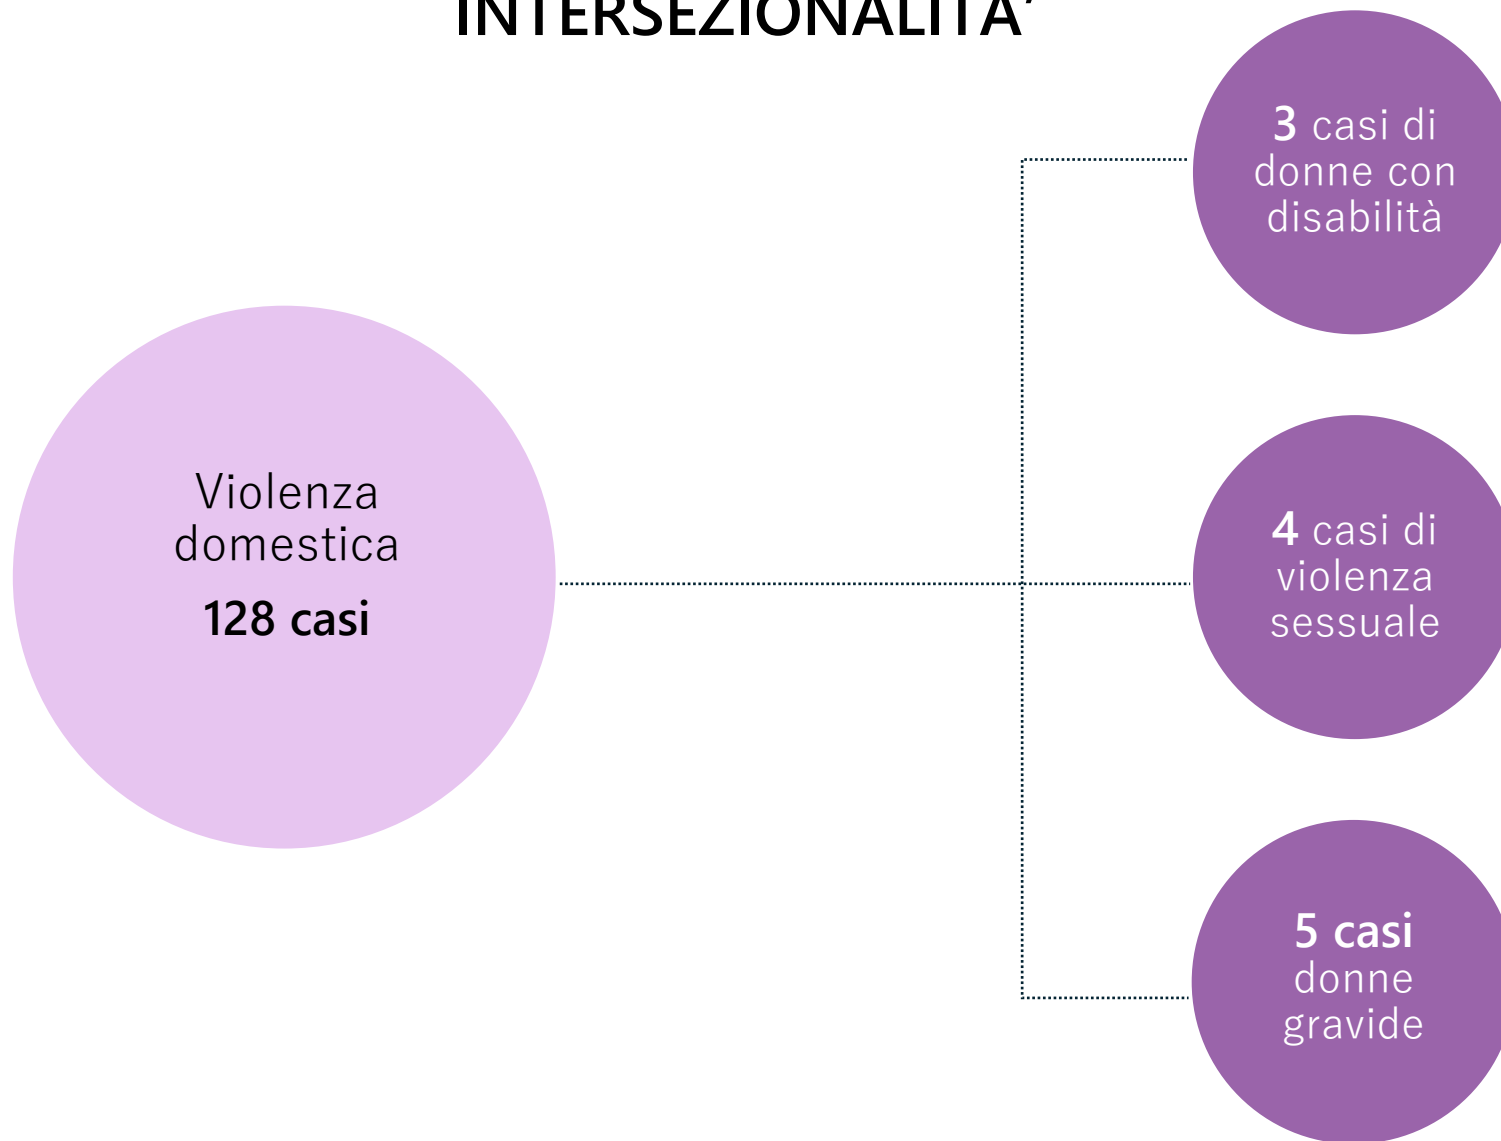 INTERSEZIONALITA'
3 casi di
donne con
disabilità
Violenza
domestica
128 casi
4 casi di
violenza
sessuale
5 casi
donne
gravide